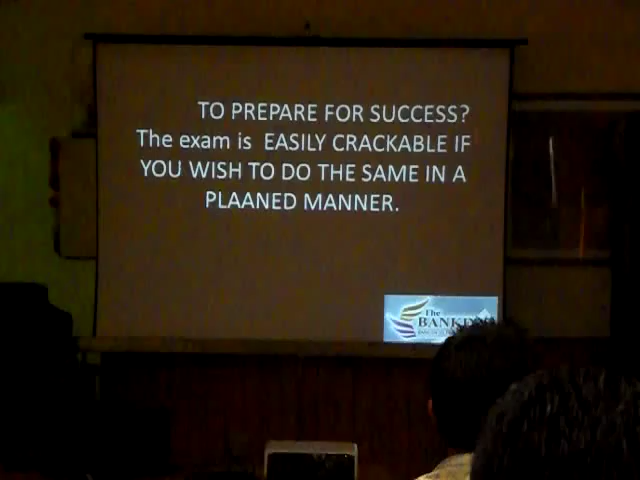 TO PREPARE FOR SUCCESS?
The exam is EASILY CRACKABLE IF
YOU WISH TO DO THE SAME IN A
PLAANED MANNER.
The